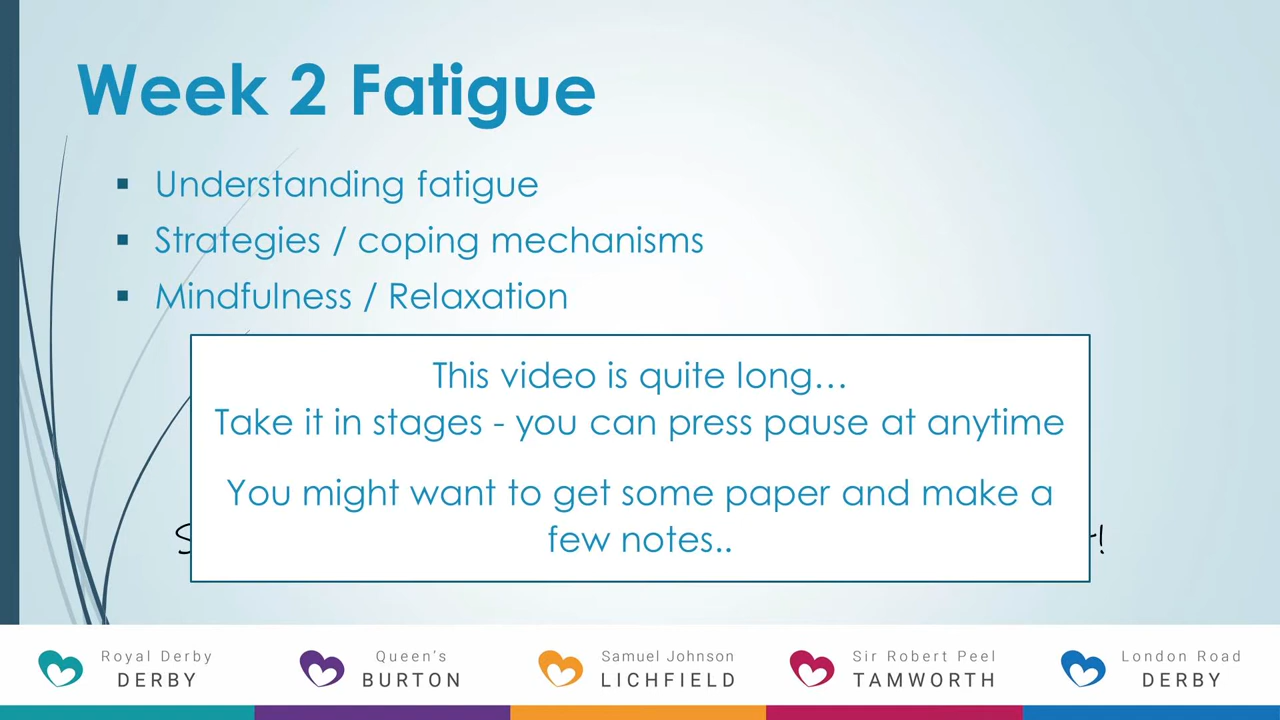 Week 2 Fatigue
▪ Understanding fatigue
▪ Strategies / coping mechanisms
▪ Mindfulness / Relaxation
This video is quite long…
Take it in stages - you can press pause at anytime
You might want to get some paper and make a
few notes..
Royal Derby
DERBY
Queen's
BURTON
Samuel Johnson
LICHFIELD
Sir Robert Peel
TAMWORTH
London Road
DERBY